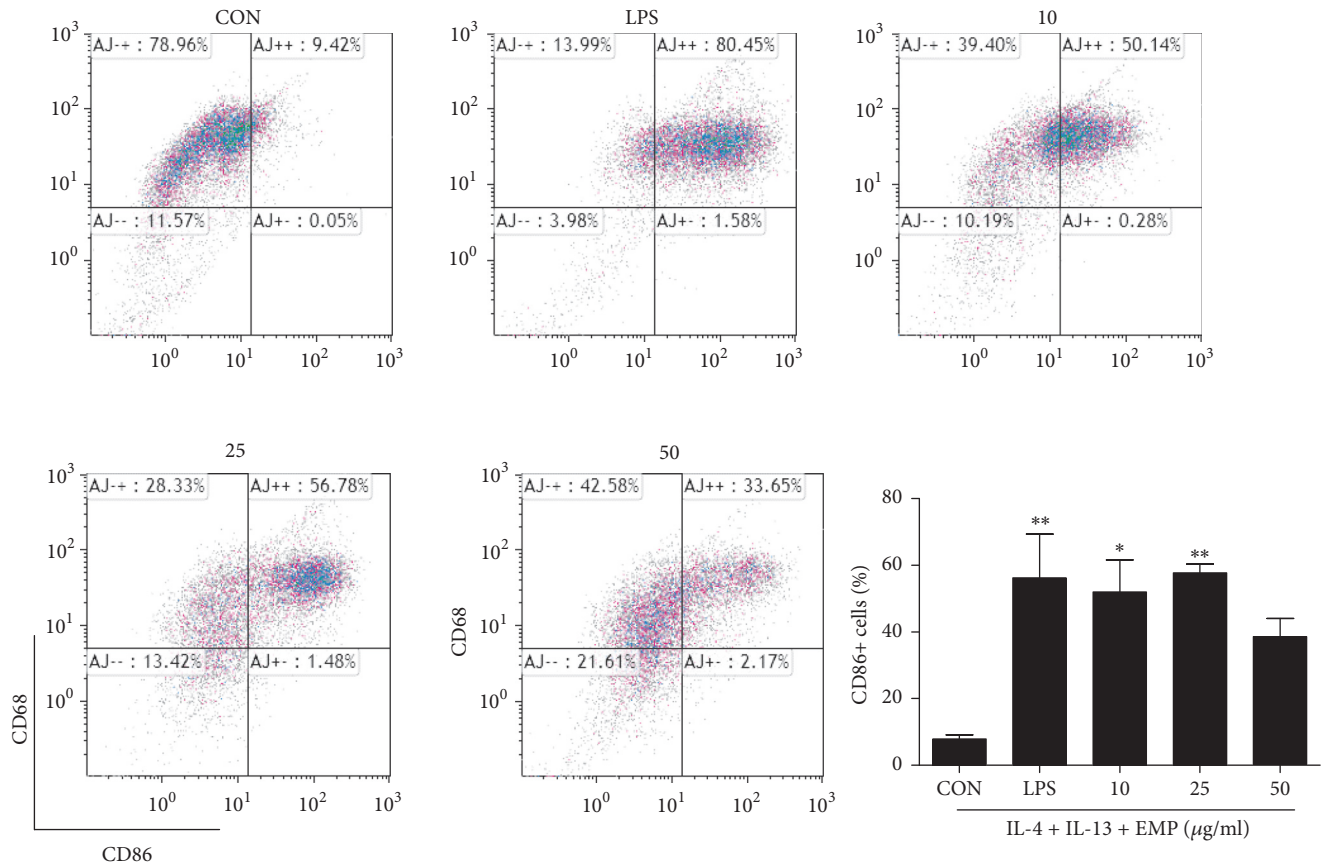 CON
AJ-+ : 78.96%
AJ++ : 9.42%
AJ-- : 11.57%
AJ+- : 0.05%
10³
10²
10¹
10⁰
10⁰ 10¹ 10² 10³
LPS
AJ-+ : 13.99%
AJ++ : 80.45%
AJ-- : 3.98%
AJ+- : 1.58%
10³
10²
10¹
10⁰
10⁰ 10¹ 10² 10³
10
AJ-+ : 39.40%
AJ++ : 50.14%
AJ-- : 10.19%
AJ+- : 0.28%
10³
10²
10¹
10⁰
10⁰ 10¹ 10² 10³
25
AJ-+ : 28.33%
AJ++ : 56.78%
AJ-- : 13.42%
AJ+- : 1.48%
10³
10²
10¹
10⁰
10⁰ 10¹ 10² 10³
CD68
CD86
50
AJ-+ : 42.58%
AJ++ : 33.65%
AJ-- : 21.61%
AJ+- : 2.17%
10³
10²
10¹
10⁰
10⁰ 10¹ 10² 10³
CD68
CD86+ cells (%)
80
60
40
20
0
** * **
CON LPS 10 25 50
IL-4 + IL-13 + EMP (μg/ml)